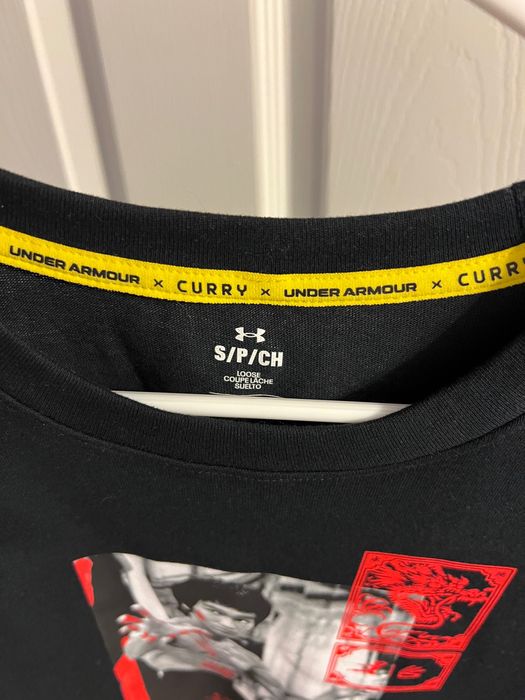 UNDER ARMOUR × CURRY × UNDER ARMOUR × CURRY
S/P/CH
LOOSE
COUPE LÂCHE
SUELTO